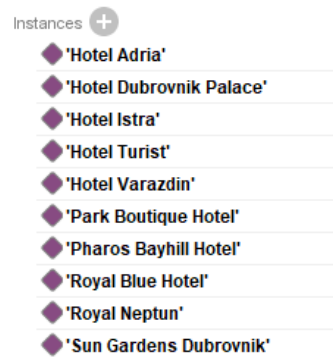 Instances
'Hotel Adria'
'Hotel Dubrovnik Palace'
'Hotel Istra'
'Hotel Turist'
'Hotel Varazdin'
'Park Boutique Hotel'
'Pharos Bayhill Hotel'
'Royal Blue Hotel'
'Royal Neptun'
'Sun Gardens Dubrovnik'